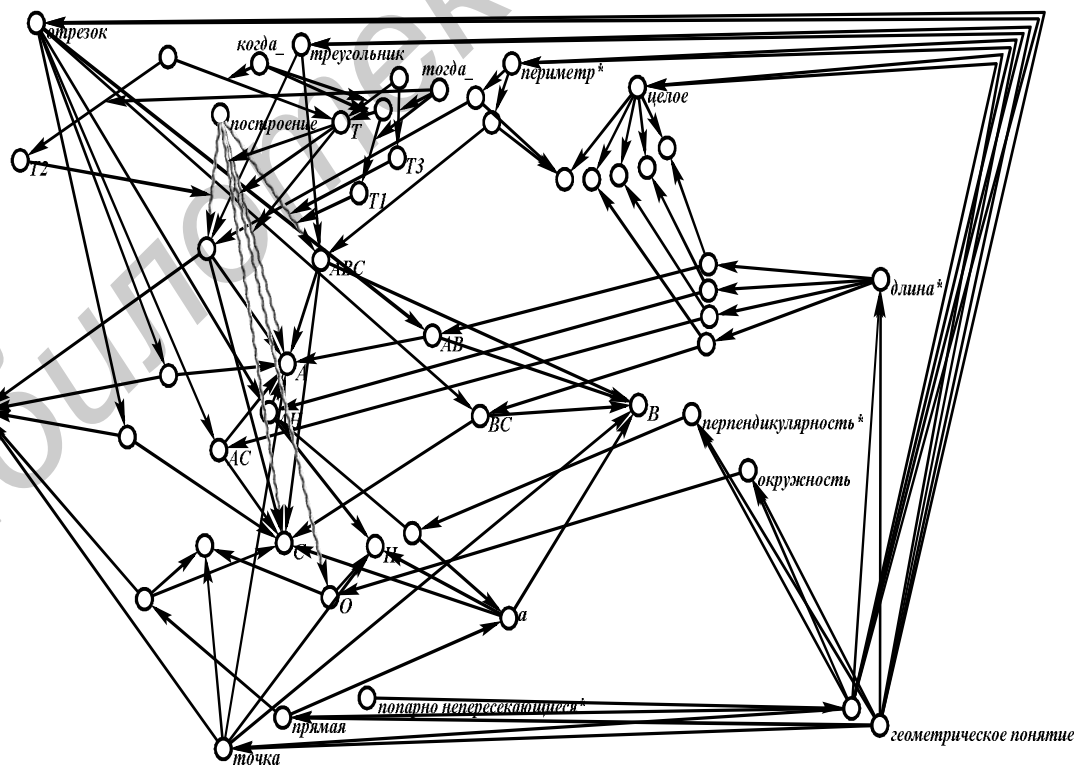 отрезок
когда_
треугольник
тогда_
периметр*
целое
построение
T
T2
T3
T1
ABC
длина*
AB
A
H
B
BC
перпендикулярность*
AC
окружность
C
H
O
a
попарно непересекающиеся*
прямая
геометрическое понятие
точка